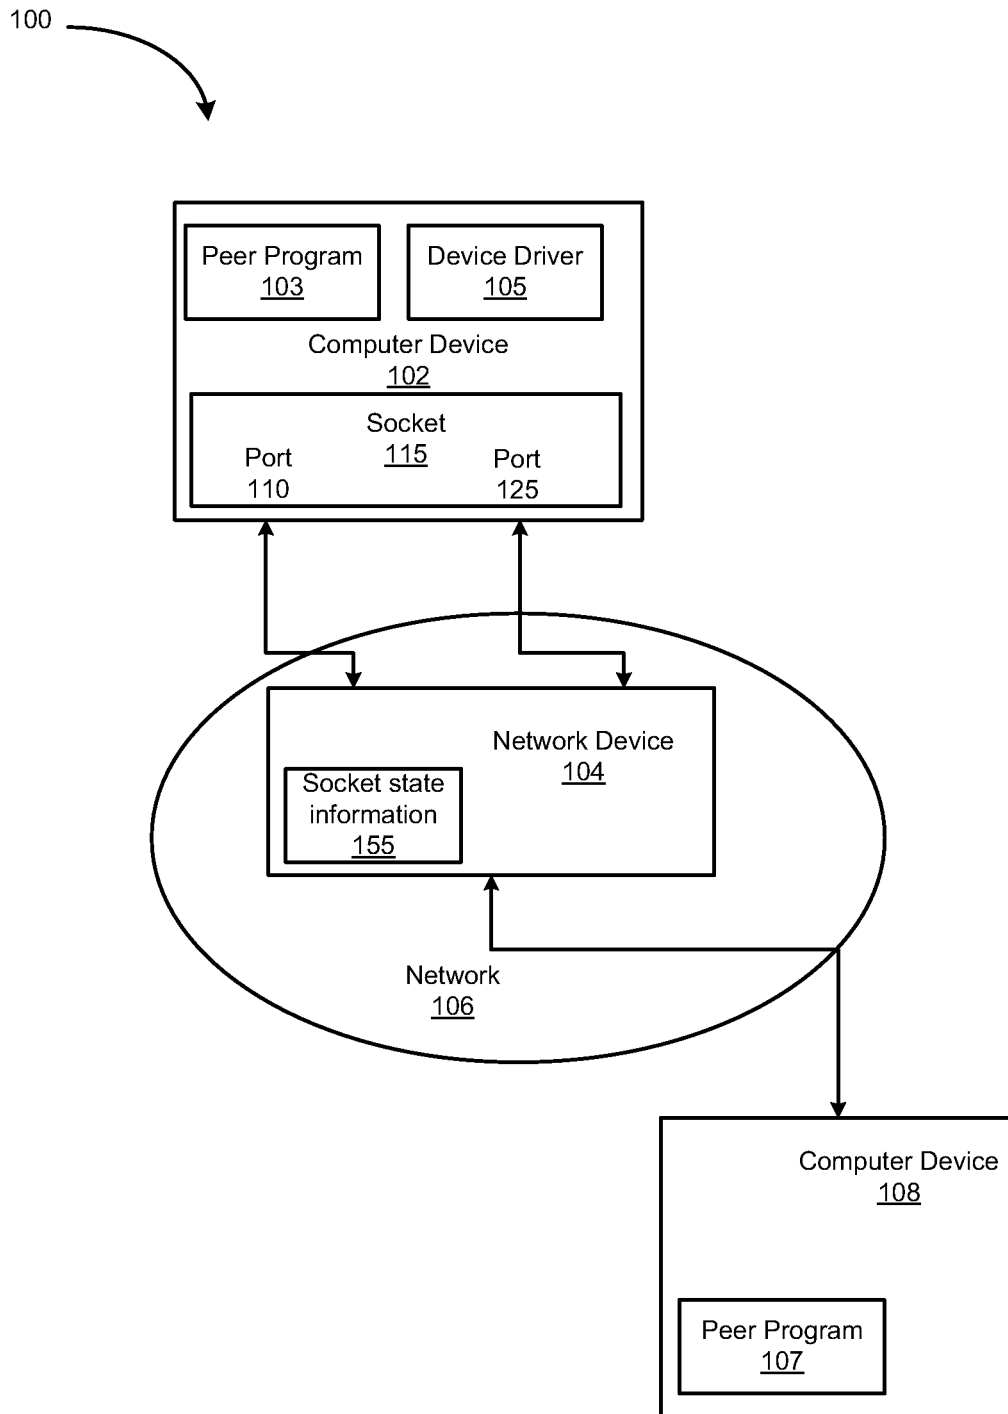 100
Peer Program
103
Device Driver
105
Computer Device
102
Socket
115
Port
110
Port
125
Network Device
104
Socket state
information
155
Network
106
Computer Device
108
Peer Program
107